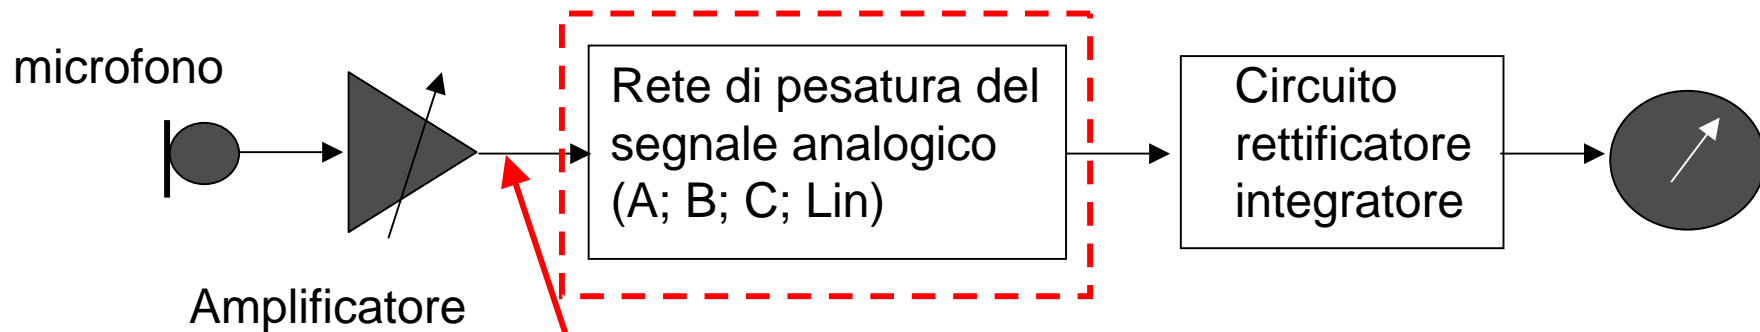 microfono
Amplificatore
Rete di pesatura del
segnale analogico
(A; B; C; Lin)
Circuito
rettificatore
integratore